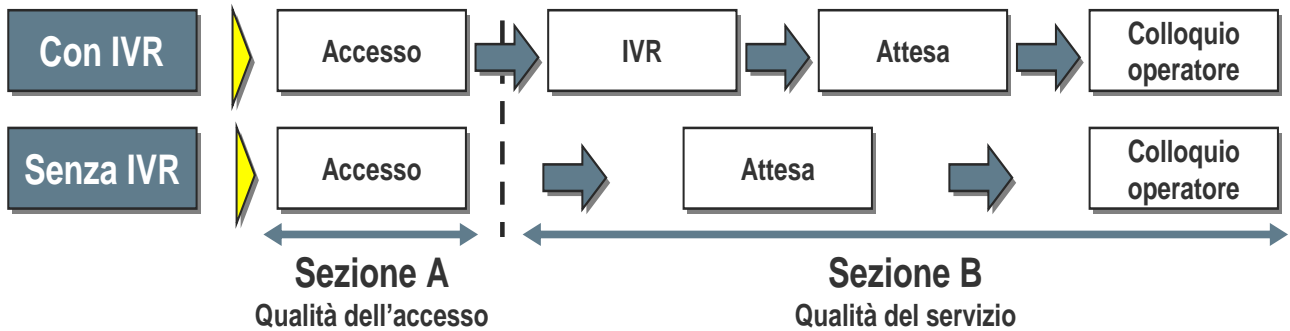 Con IVR
Accesso
IVR
Attesa
Colloquio
operatore
Senza IVR
Accesso
Attesa
Colloquio
operatore
Sezione A
Qualità dell'accesso
Sezione B
Qualità del servizio